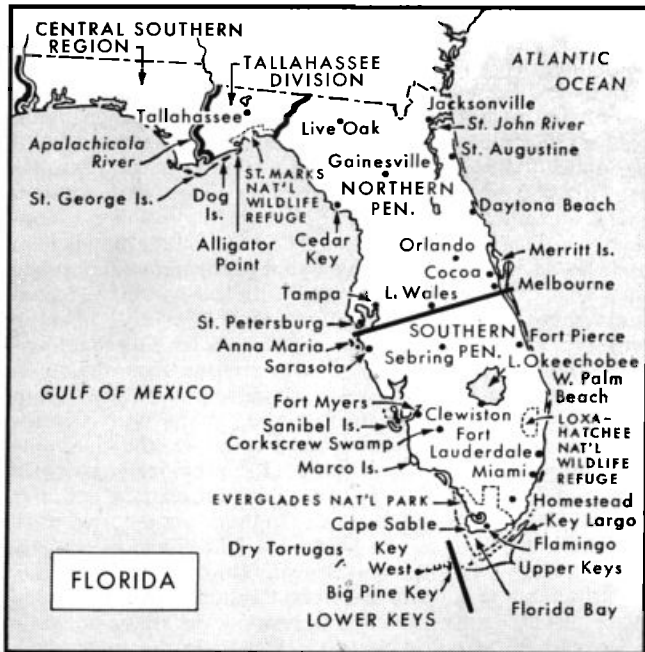 CENTRAL SOUTHERN
REGION
TALLAHASSEE
DIVISION
ATLANTIC
OCEAN
Tallahassee
Live Oak
Jacksonville
St. John River
Apalachicola
River
Gainesville
St. Augustine
St. George Is.
Dog
Is.
ST. MARKS
NAT'L
WILDLIFE
REFUGE
NORTHERN
PEN.
Alligator
Point
Cedar
Key
Daytona Beach
Orlando
Merritt Is.
Cocoa
Melbourne
Tampa
L. Wales
St. Petersburg
SOUTHERN
PEN.
Fort Pierce
Anna Maria
Sebring
L. Okeechobee
Sarasota
GULF OF MEXICO
W. Palm
Beach
Fort Myers
Clewiston
LOXA-
HATCHEE
NAT'L
WILDLIFE
REFUGE
Sanibel Is.
Corkscrew Swamp
Fort
Lauderdale
Marco Is.
Miami
EVERGLADES NAT'L PARK
Homestead
Cape Sable
Key Largo
Flamingo
Dry Tortugas
Key
West
Upper Keys
Big Pine Key
Florida Bay
LOWER KEYS
FLORIDA